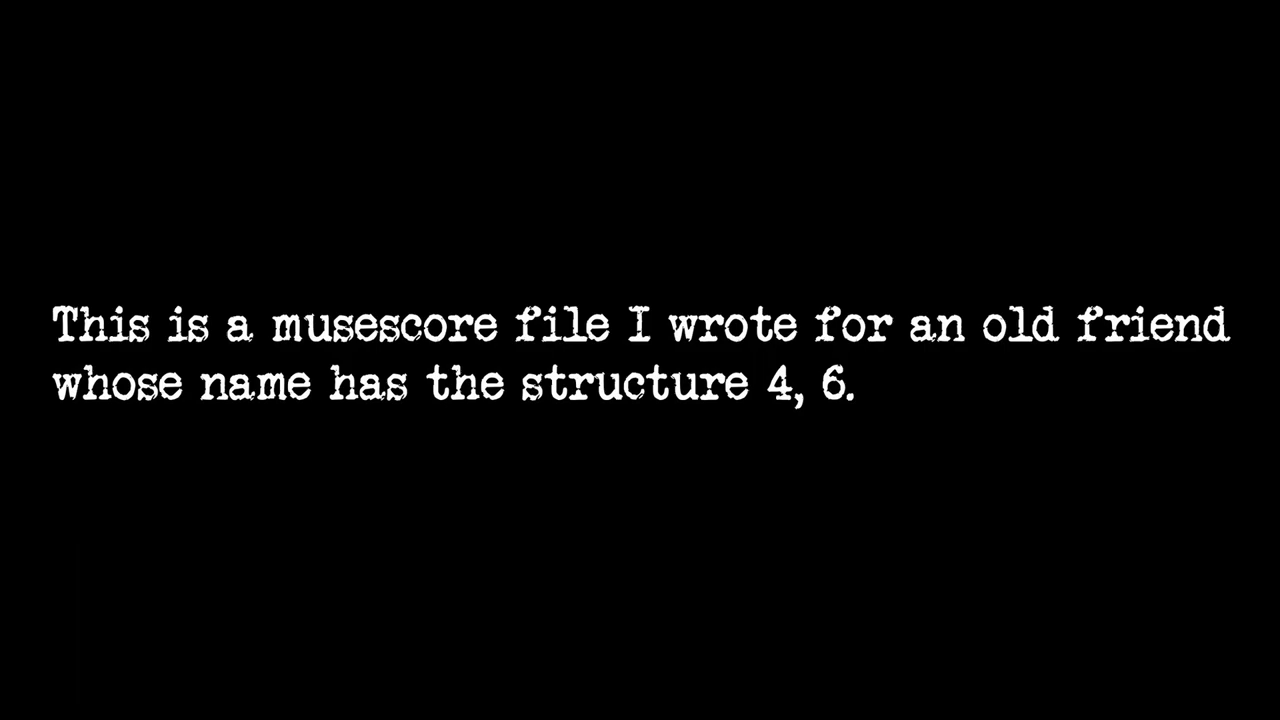 This is a musescore file I wrote for an old friend
whose name has the structure 4, 6.